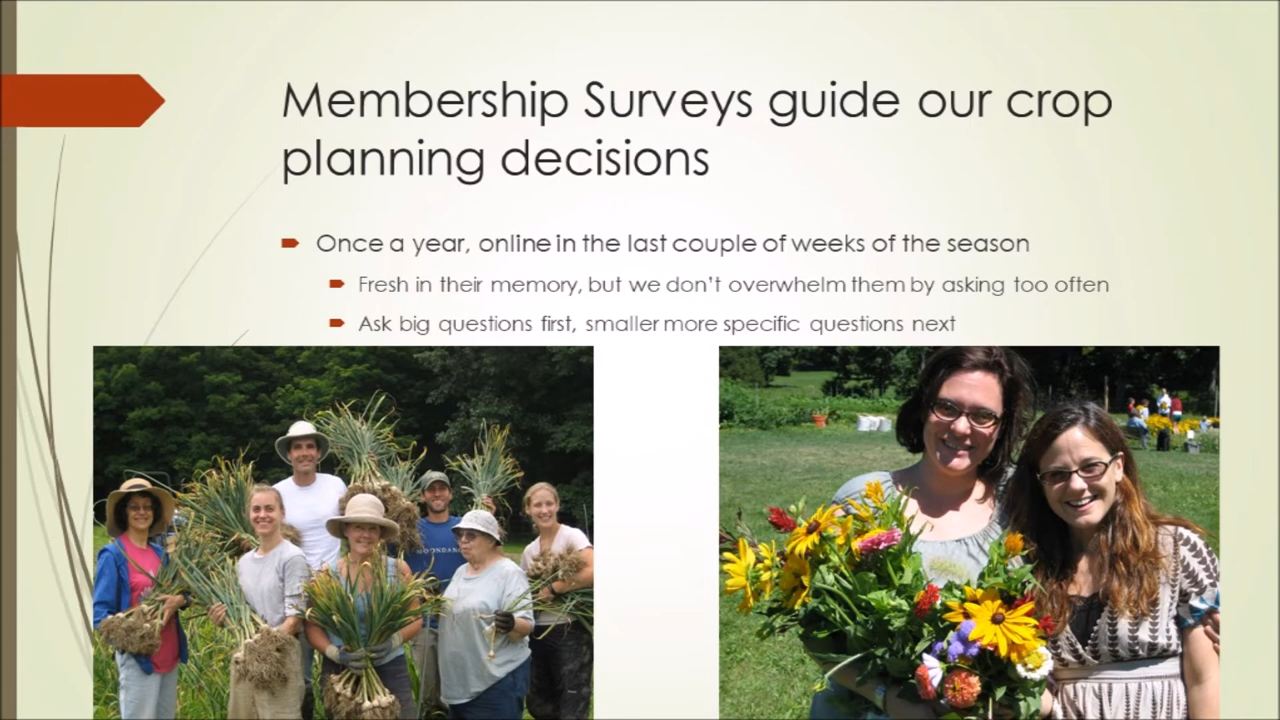 Membership Surveys guide our crop
planning decisions
Once a year, online in the last couple of weeks of the season
Fresh in their memory, but we don't overwhelm them by asking too often
Ask big questions first, smaller more specific questions next